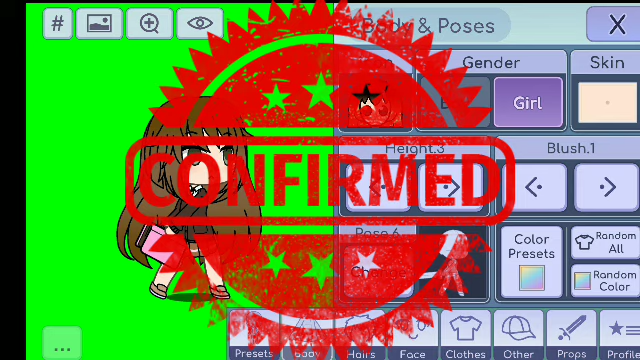 #
Body & Poses
X
Gender
Skin
Girl
Height.3
Blush.1
CONFIRMED
Pose.6
Color
Presets
Random
All
Random
Color
...
Presets
Body
Hairs
Face
Clothes
Other
Props
Profile